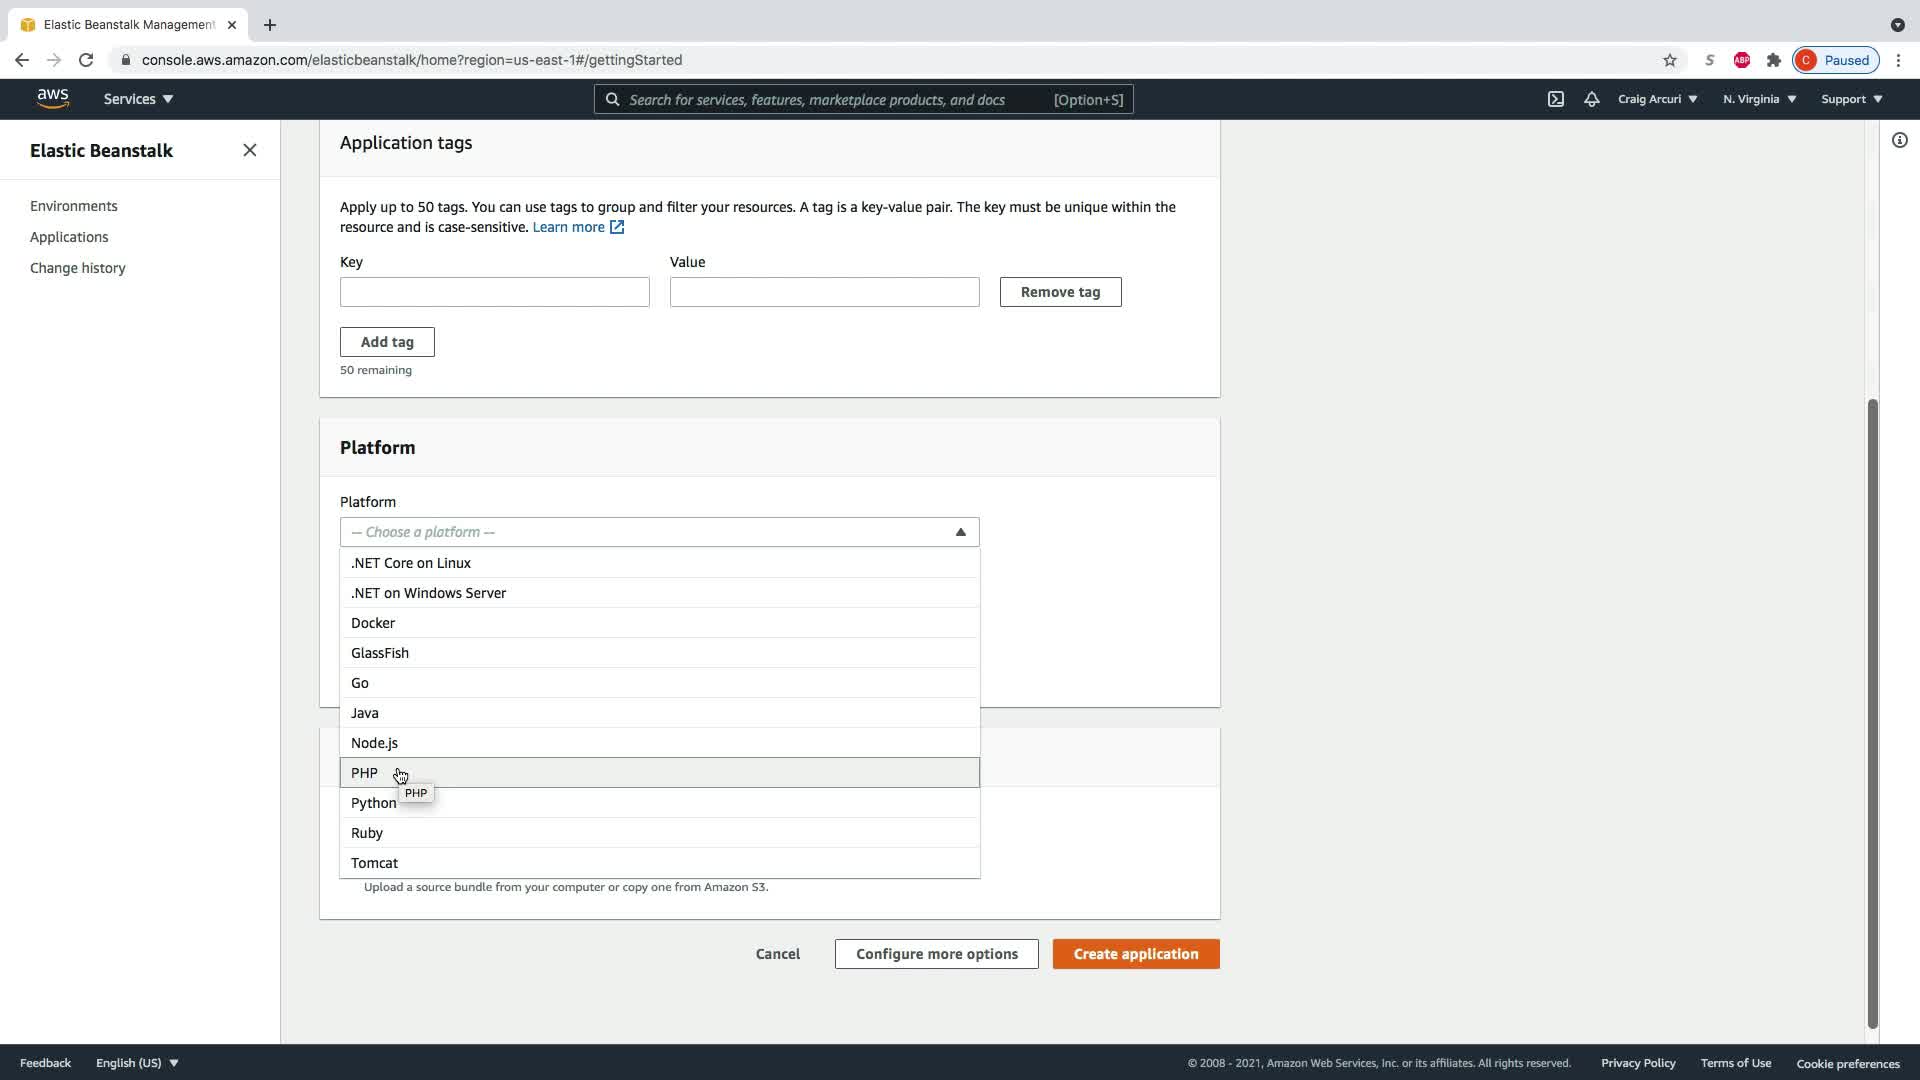 Elastic Beanstalk Management
console.aws.amazon.com/elasticbeanstalk/home?region=us-east-1#/gettingStarted
S
ABP
C
Paused
aws
Services
Search for services, features, marketplace products, and docs
[Option+S]
Craig Arcuri
N. Virginia
Support
Elastic Beanstalk
Environments
Applications
Change history
Application tags
Apply up to 50 tags. You can use tags to group and filter your resources. A tag is a key-value pair. The key must be unique within the
resource and is case-sensitive. Learn more
Key
Value
Remove tag
Add tag
50 remaining
Platform
Platform
-- Choose a platform --
.NET Core on Linux
.NET on Windows Server
Docker
GlassFish
Go
Java
Node.js
PHP
PHP
Python
Ruby
Tomcat
Upload a source bundle from your computer or copy one from Amazon S3.
Cancel
Configure more options
Create application
Feedback
English (US)
© 2008 - 2021, Amazon Web Services, Inc. or its affiliates. All rights reserved.
Privacy Policy
Terms of Use
Cookie preferences